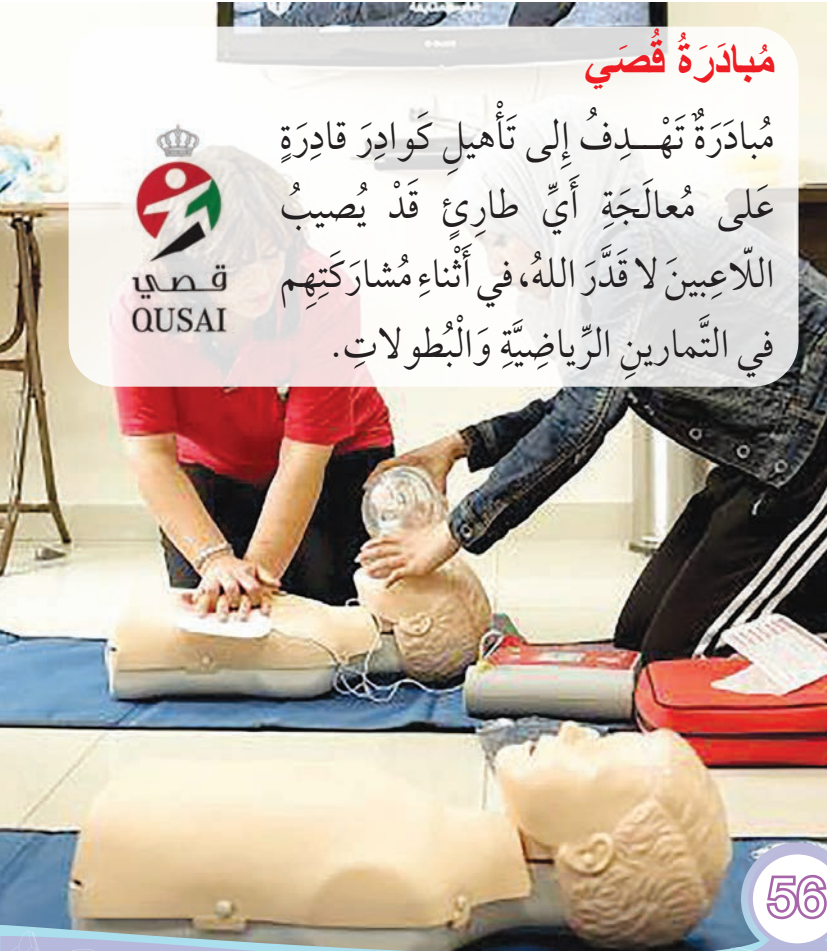 مُبادَرَةُ قُصَي
مُبادَرَةٌ تَهْـــدِفُ إِلى تَأْهيلِ كَوادِرَ قادِرَةٍ
عَلى مُعالَجَةِ أَيِّ طارِئٍ قَدْ يُصيبُ
اللّاعِبينَ لا قَدَّرَ اللهُ، في أَثْناءِ مُشارَكَتِهِم
في التَّمارينِ الرِّياضِيَّةِ وَالْبُطولاتِ.
قـصـي
QUSAI
56